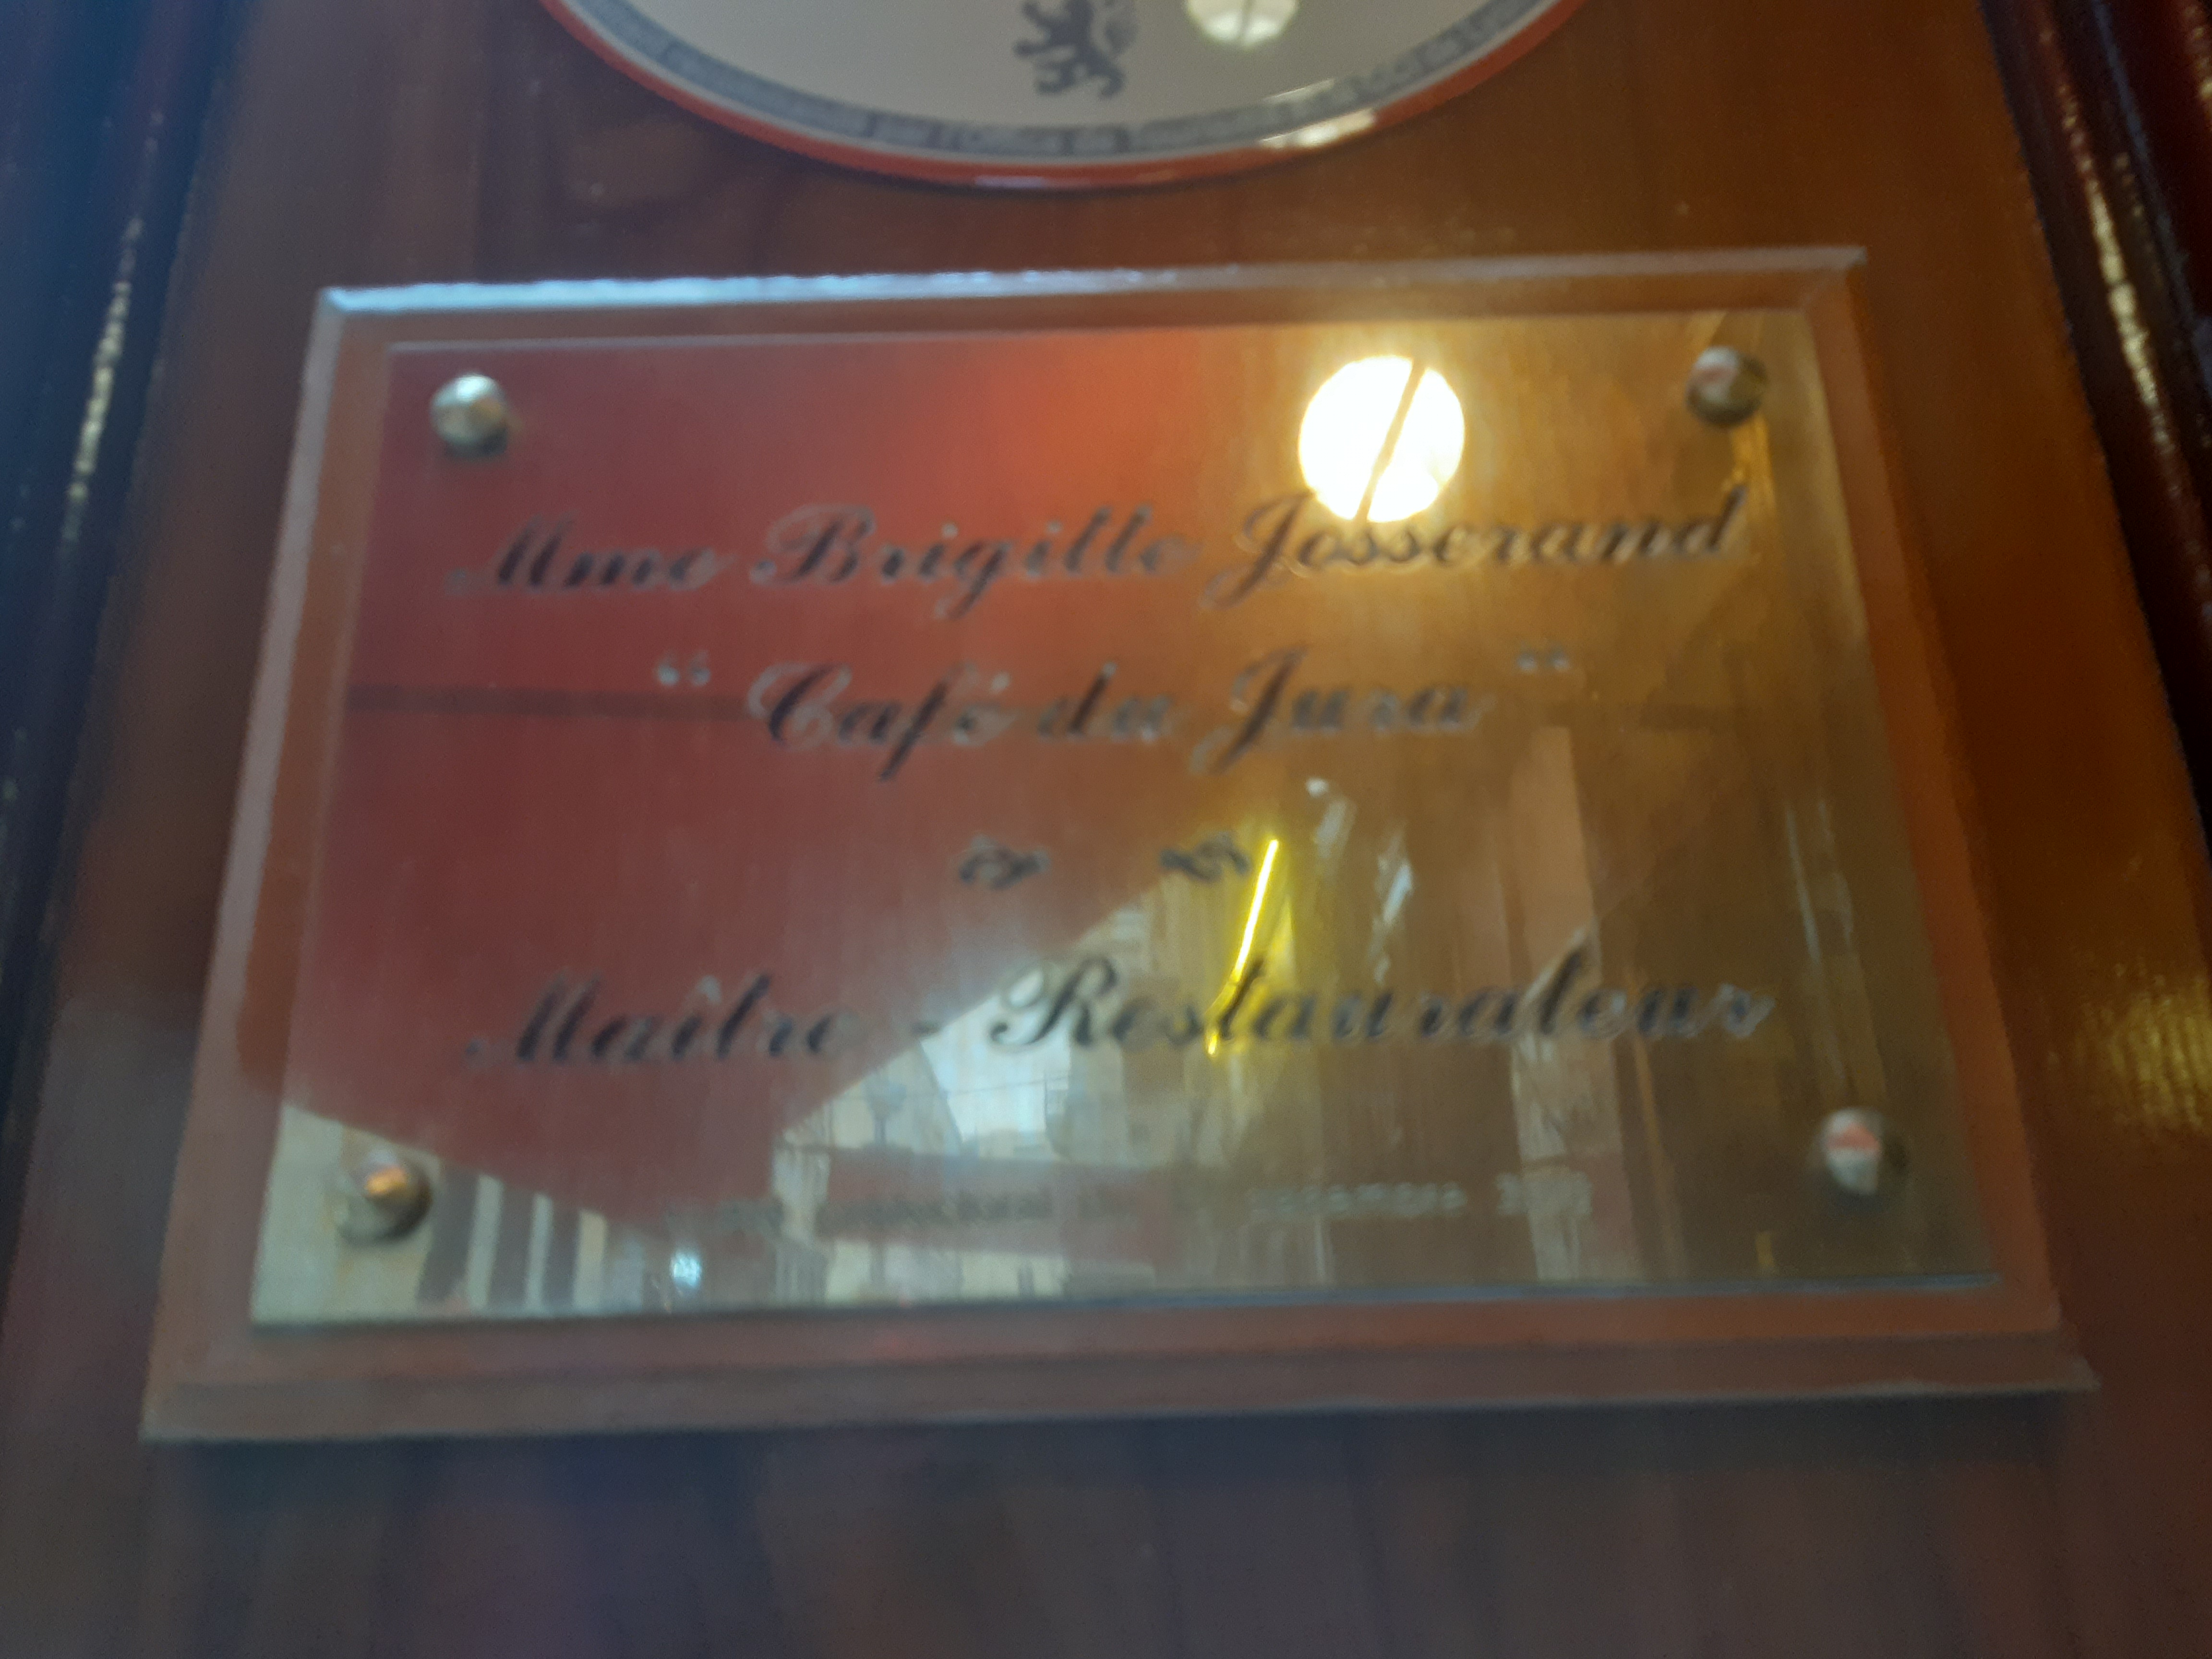 Mme Brigitte Josserand
" Café du Jura "
Maître - Restaurateur